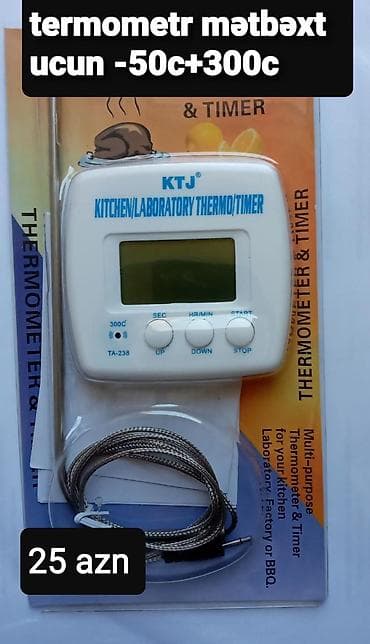 termometr mətbəxt
ucun -50c+300c
& TIMER
KTJ®
KITCHEN/LABORATORY THERMO/TIMER
SEC
HR/MIN
START
300C
TA-238
UP
DOWN
STOP
THERMOMETER &
THERMOMETER & TIMER
Multi-purpose
Thermometer & Timer
for your kitchen
Laboratory, Factory or BBQ.
25 azn